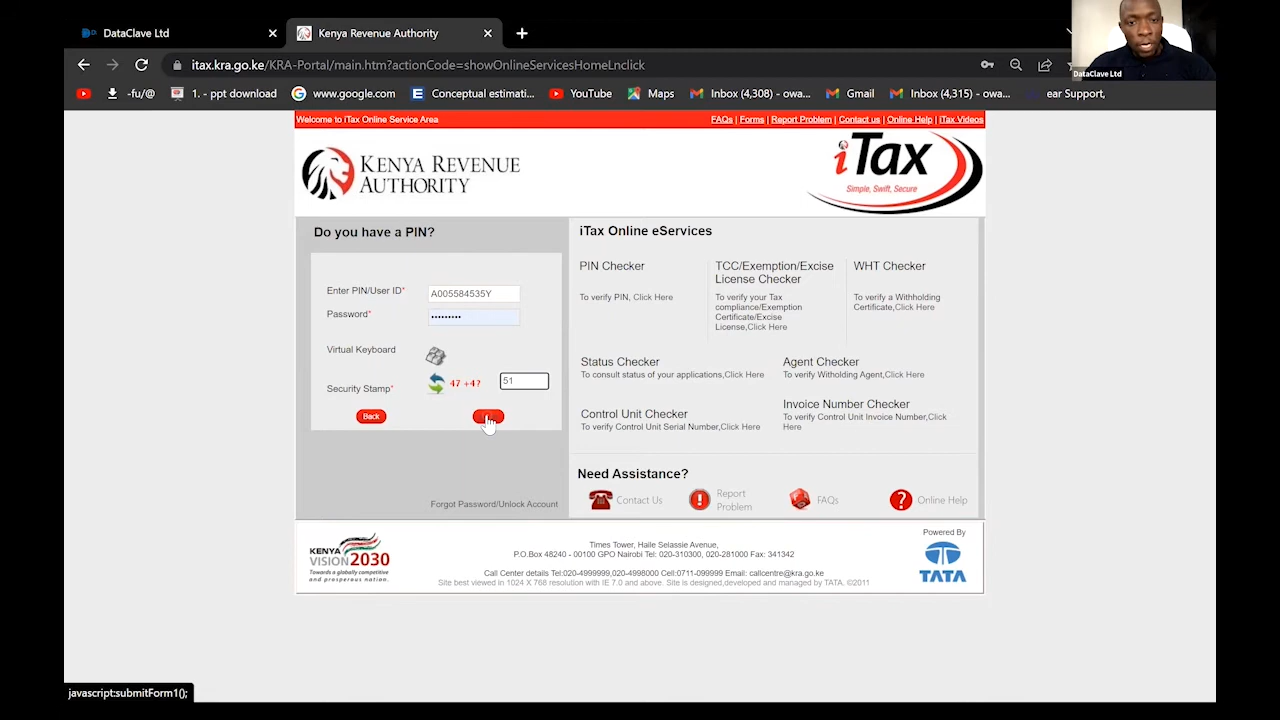 DataClave Ltd
Kenya Revenue Authority
itax.kra.go.ke/KRA-Portal/main.htm?actionCode=showOnlineServicesHomeLnclick
DataClave Ltd
-fu/@
1. - ppt download
www.google.com
Conceptual estimati...
YouTube
Maps
Inbox (4,308) - owa...
Gmail
Inbox (4,315) - owa...
ear Support,
Welcome to iTax Online Service Area
FAQs | Forms | Report Problem | Contact us | Online Help | iTax Videos
KENYA REVENUE
AUTHORITY
iTax
Simple, Swift, Secure
Do you have a PIN?
Enter PIN/User ID*
A005584535Y
Password*
•••••••••
Virtual Keyboard
Security Stamp*
47 +4?
51
Back
Forgot Password/Unlock Account
iTax Online eServices
PIN Checker
To verify PIN, Click Here
TCC/Exemption/Excise
License Checker
To verify your Tax
compliance/Exemption
Certificate/Excise
License,Click Here
WHT Checker
To verify a Withholding
Certificate,Click Here
Status Checker
To consult status of your applications,Click Here
Agent Checker
To verify Witholding Agent,Click Here
Control Unit Checker
To verify Control Unit Serial Number,Click Here
Invoice Number Checker
To verify Control Unit Invoice Number,Click
Here
Need Assistance?
Contact Us
Report
Problem
FAQs
Online Help
KENYA
VISION 2030
Towards a globally competitive
and prosperous nation.
Times Tower, Haile Selassie Avenue,
P.O.Box 48240 - 00100 GPO Nairobi Tel: 020-310300, 020-281000 Fax: 341342
Call Center details Tel:020-4999999,020-4998000 Cell:0711-099999 Email: callcentre@kra.go.ke
Site best viewed in 1024 X 768 resolution with IE 7.0 and above. Site is designed,developed and managed by TATA. ©2011
Powered By
TATA
javascript:submitForm1();